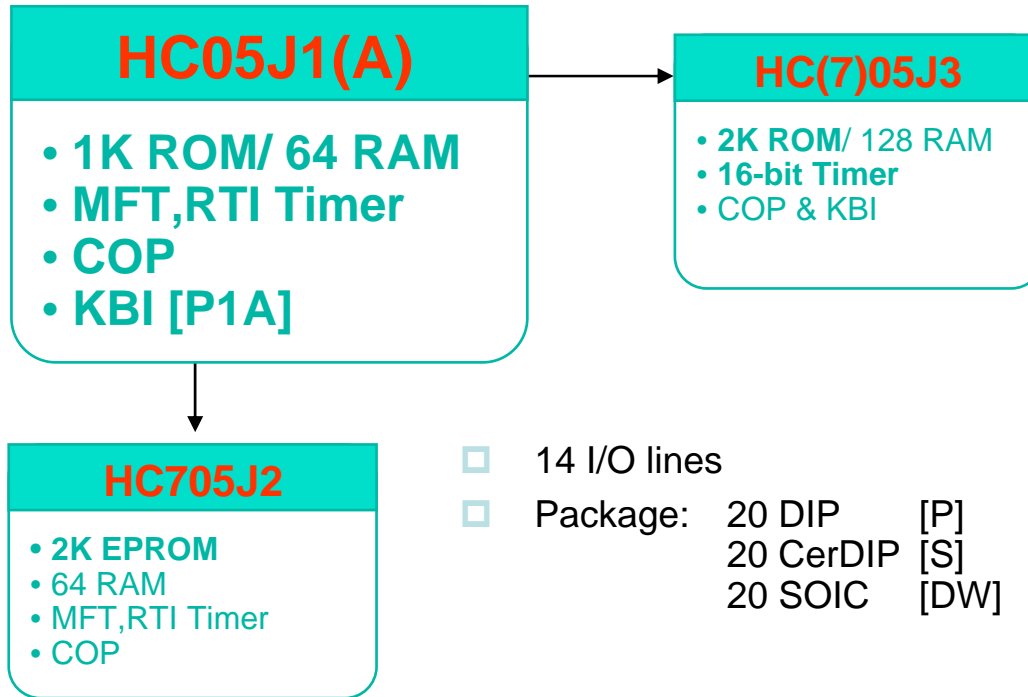 HC05J1(A)
• 1K ROM/ 64 RAM
• MFT,RTI Timer
• COP
• KBI [P1A]
HC(7)05J3
• 2K ROM/ 128 RAM
• 16-bit Timer
• COP & KBI
HC705J2
• 2K EPROM
• 64 RAM
• MFT,RTI Timer
• COP
14 I/O lines
Package: 20 DIP [P]
20 CerDIP [S]
20 SOIC [DW]